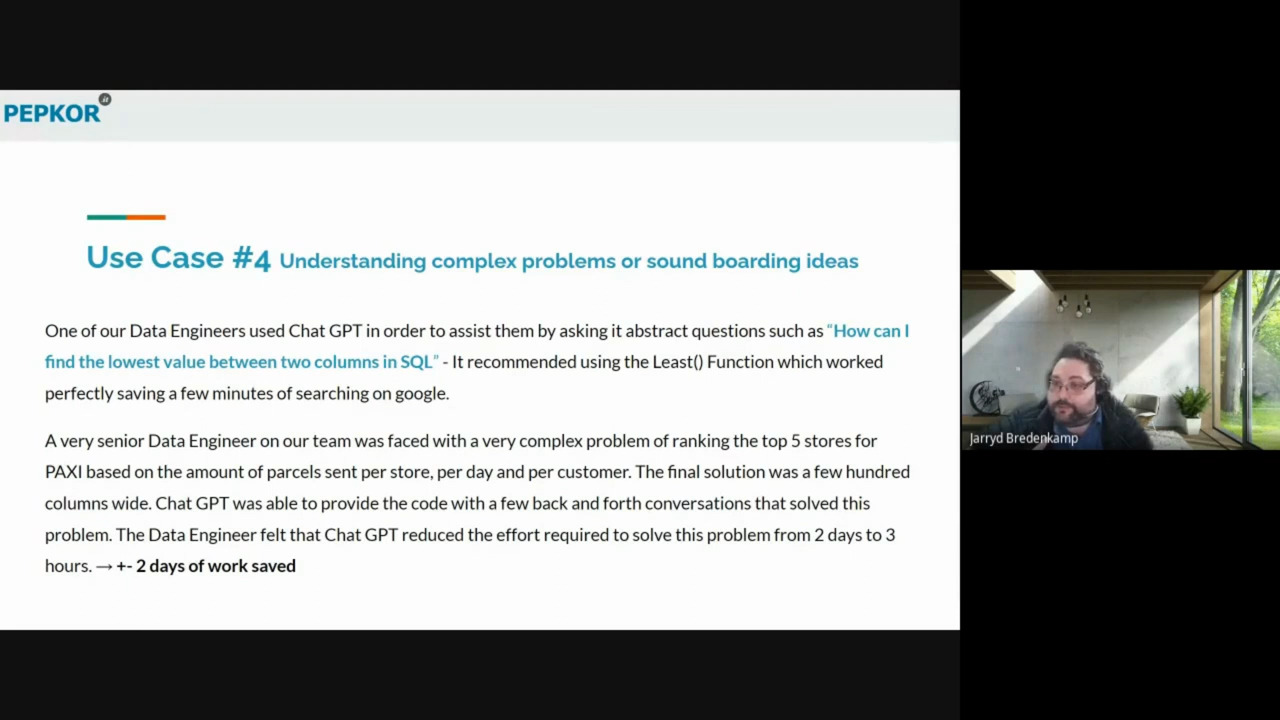 PEPKOR it
Use Case #4 Understanding complex problems or sound boarding ideas
One of our Data Engineers used Chat GPT in order to assist them by asking it abstract questions such as “How can I
find the lowest value between two columns in SQL” - It recommended using the Least() Function which worked
perfectly saving a few minutes of searching on google.
A very senior Data Engineer on our team was faced with a very complex problem of ranking the top 5 stores for
PAXI based on the amount of parcels sent per store, per day and per customer. The final solution was a few hundred
columns wide. Chat GPT was able to provide the code with a few back and forth conversations that solved this
problem. The Data Engineer felt that Chat GPT reduced the effort required to solve this problem from 2 days to 3
hours. → +- 2 days of work saved
Jarryd Bredenkamp